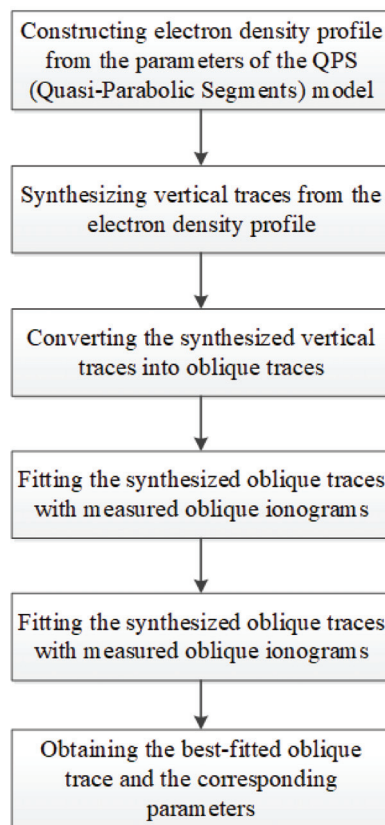 Constructing electron density profile
from the parameters of the QPS
(Quasi-Parabolic Segments) model
Synthesizing vertical traces from the
electron density profile
Converting the synthesized vertical
traces into oblique traces
Fitting the synthesized oblique traces
with measured oblique ionograms
Fitting the synthesized oblique traces
with measured oblique ionograms
Obtaining the best-fitted oblique
trace and the corresponding
parameters